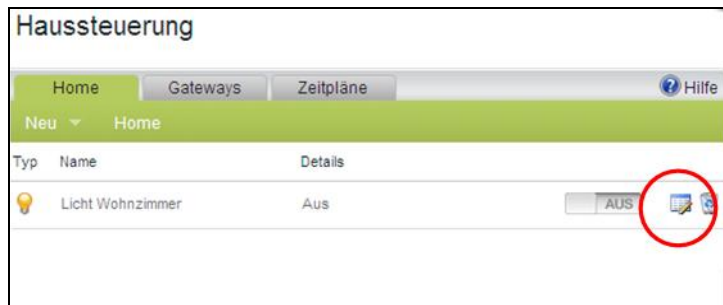 Haussteuerung
Home Gateways Zeitpläne Hilfe
Neu Home
Typ Name Details
Licht Wohnzimmer Aus AUS